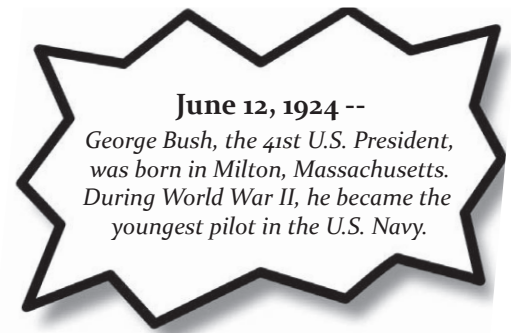 June 12, 1924 --
George Bush, the 41st U.S. President,
was born in Milton, Massachusetts.
During World War II, he became the
youngest pilot in the U.S. Navy.